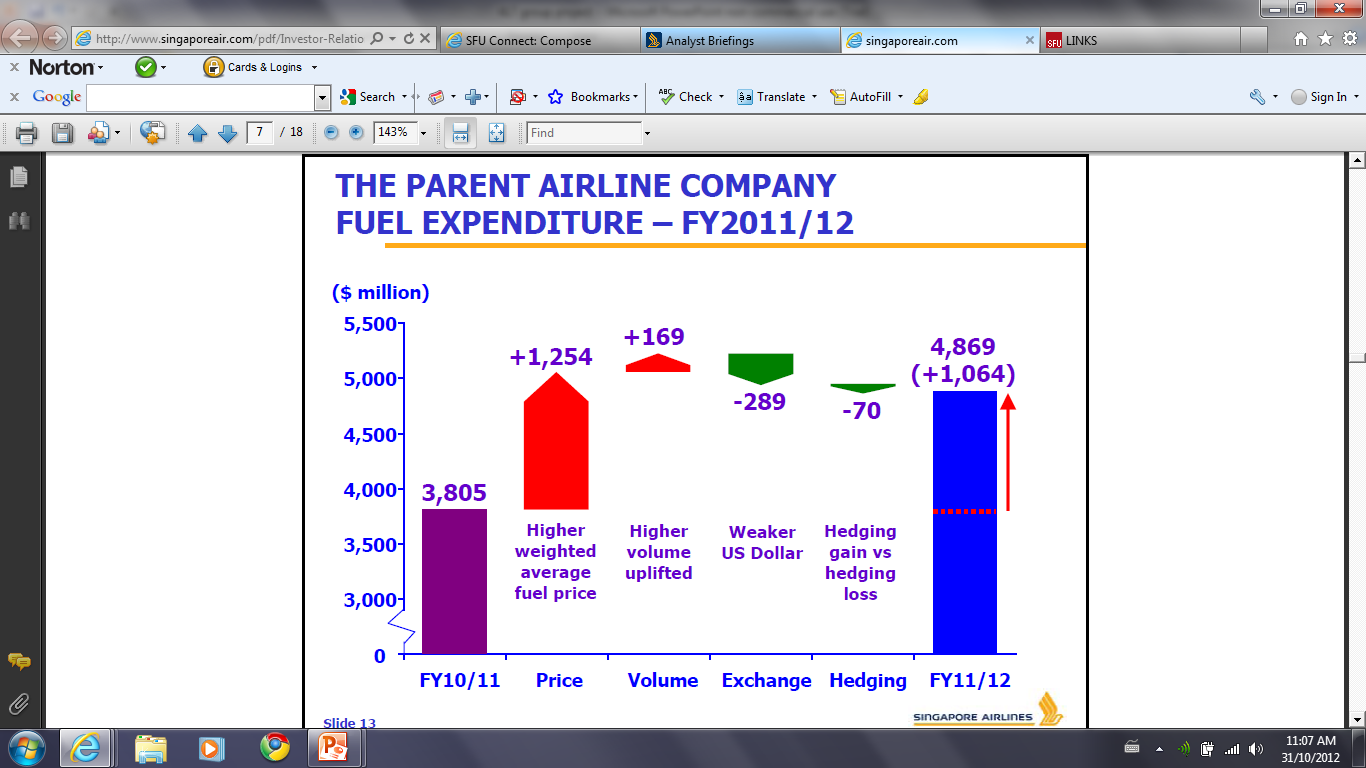 http://www.singaporeair.com/pdf/Investor-Relatio
SFU Connect: Compose
Analyst Briefings
singaporeair.com
SFU LINKS
x Norton
Cards & Logins
x Google
Search
Bookmarks
ABC Check
aあ Translate
AutoFill
Sign In
7 / 18
143%
Find
THE PARENT AIRLINE COMPANY
FUEL EXPENDITURE – FY2011/12
($ million)
5,500
5,000
4,500
4,000
3,500
3,000
0
3,805
+1,254
+169
-289
-70
4,869
(+1,064)
Higher
weighted
average
fuel price
Higher
volume
uplifted
Weaker
US Dollar
Hedging
gain vs
hedging
loss
FY10/11
Price
Volume
Exchange
Hedging
FY11/12
Slide 13
SINGAPORE AIRLINES
11:07 AM
31/10/2012